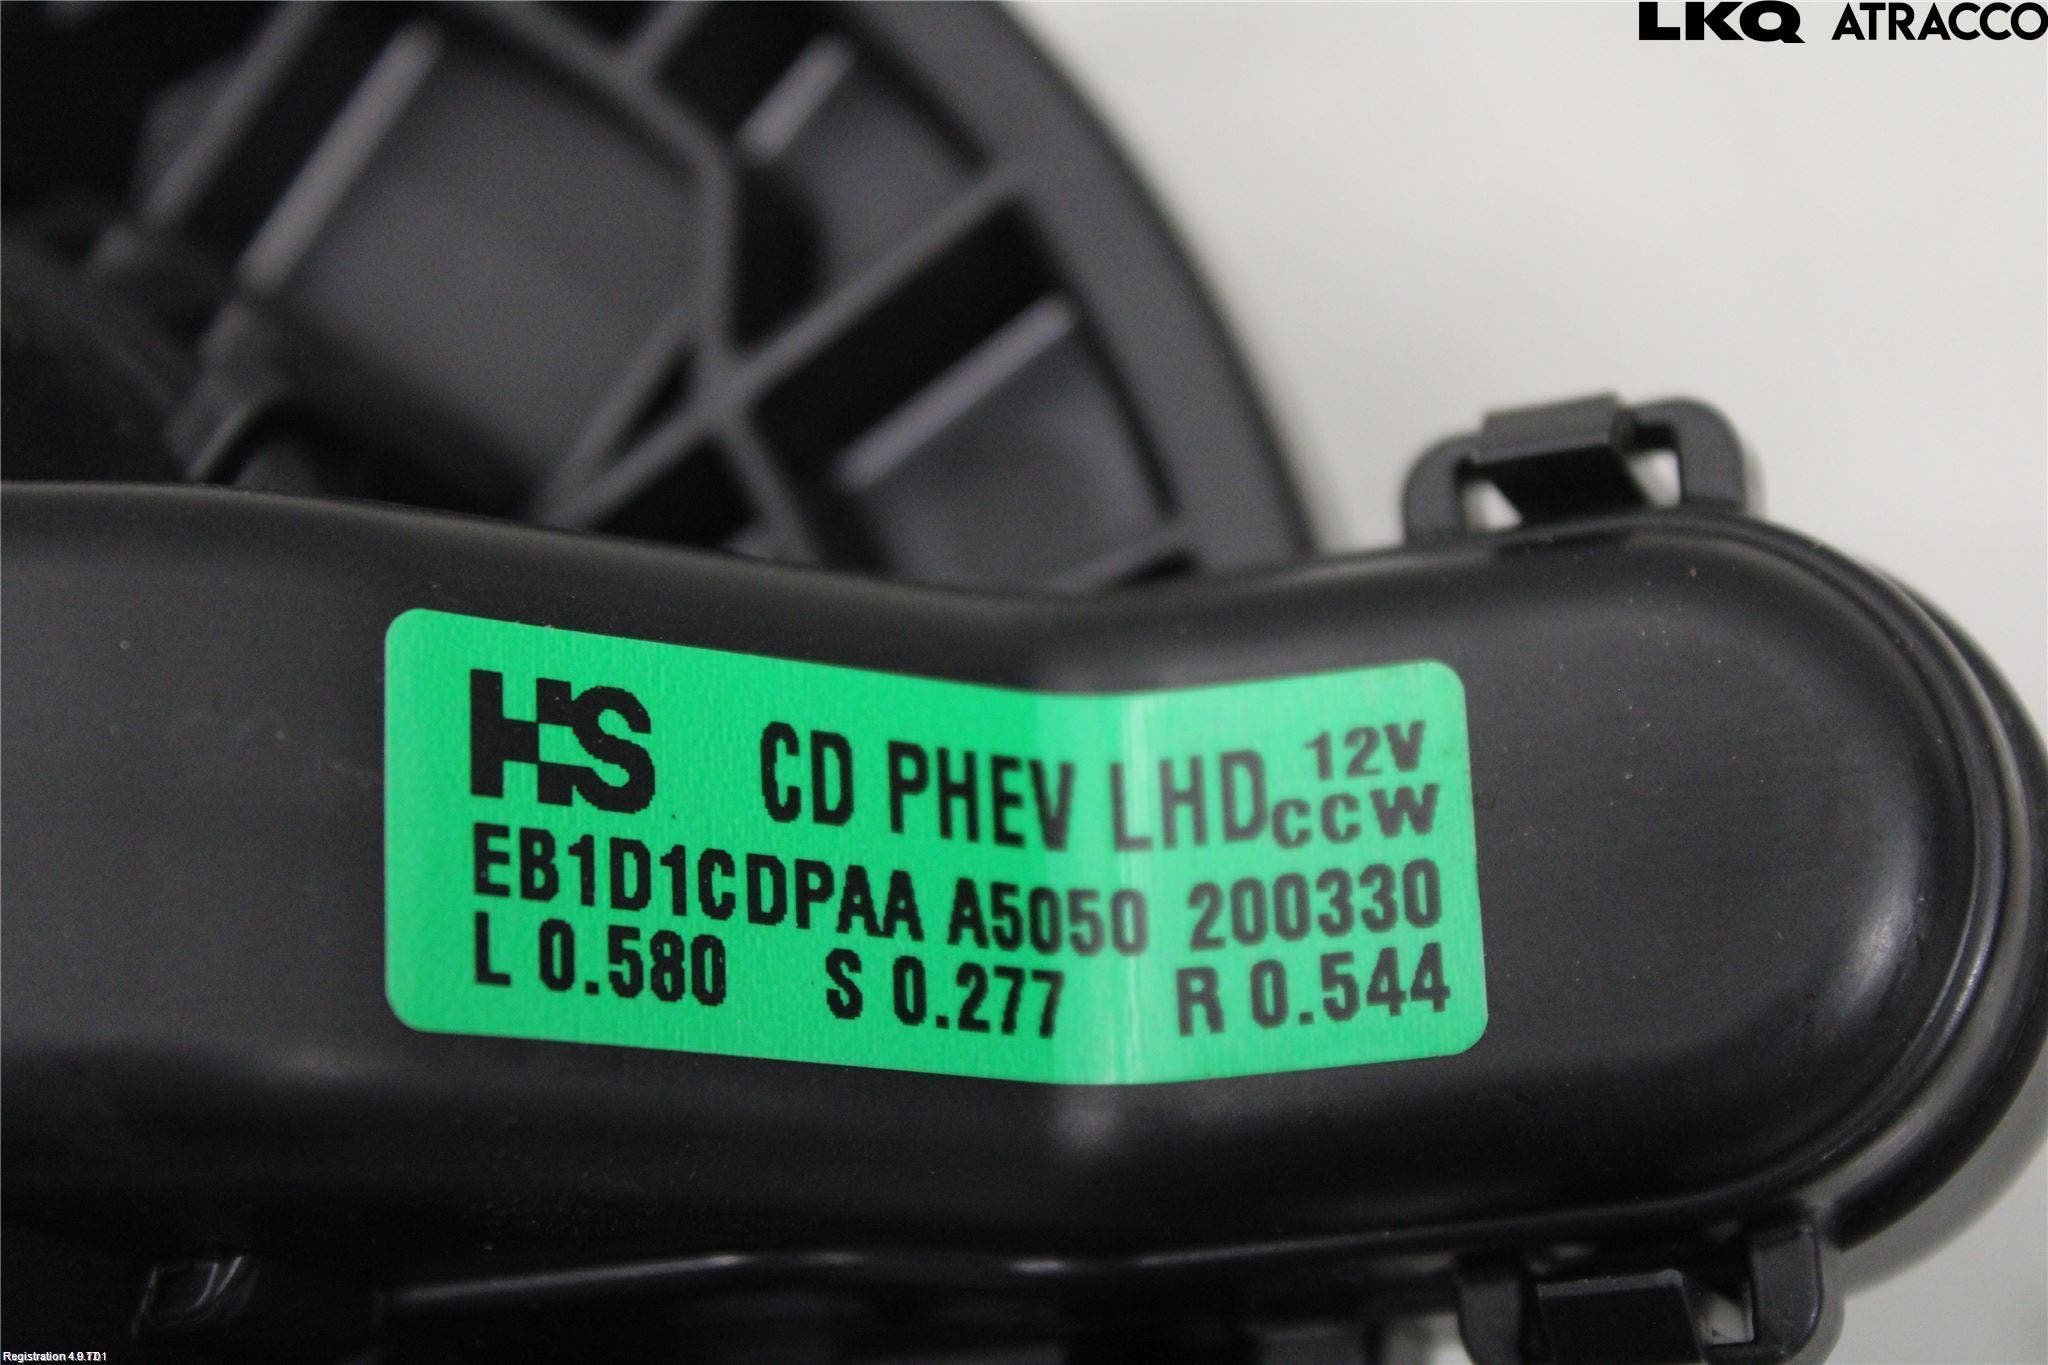 LKQ ATRACCO
HS CD PHEV LHD 12V
CCW
EB1D1CDPAA A5050 200330
L 0.580 S 0.277 R 0.544